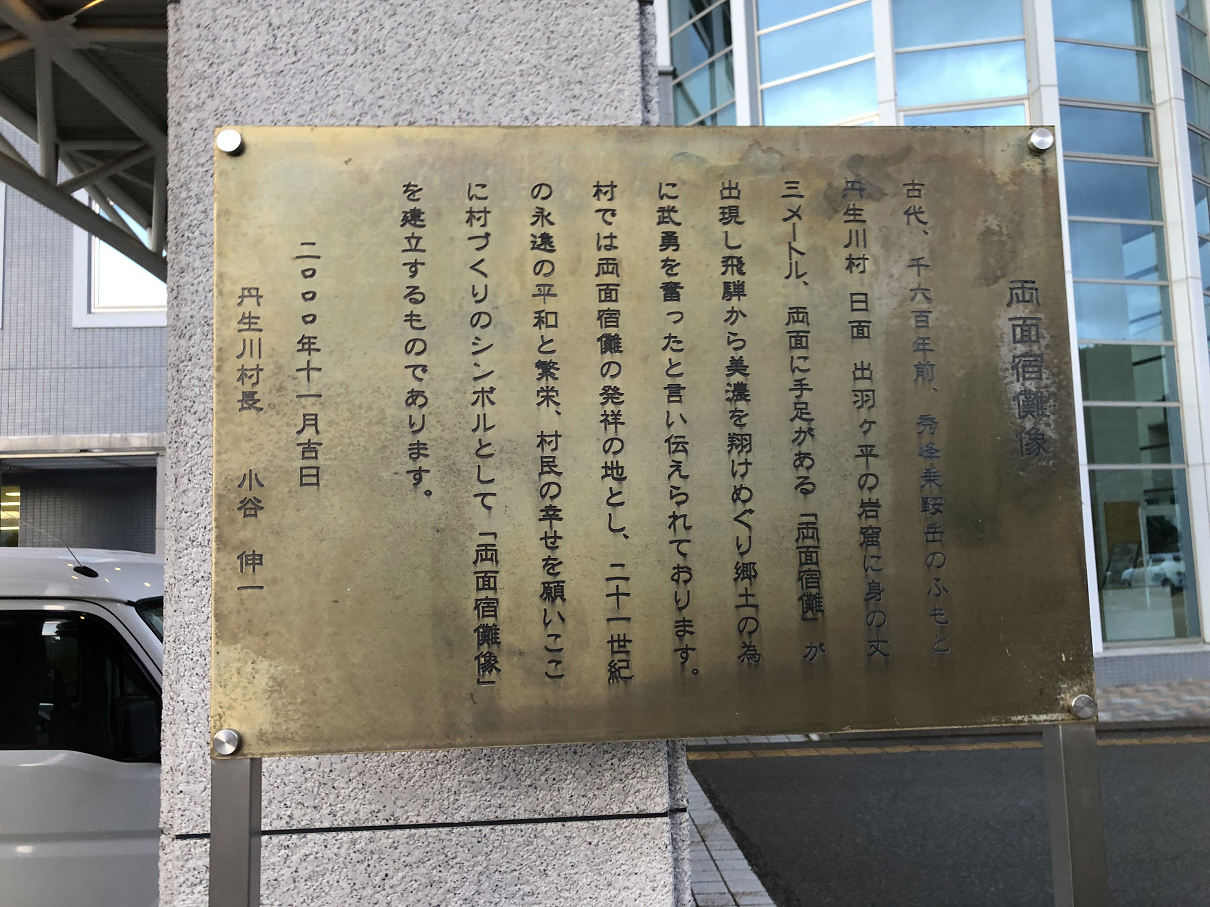 両面宿儺像
古代、千六百年前、秀峰乗鞍岳のふもと
丹生川村 日面 出羽ヶ平の岩窟に身の丈
三メートル、両面に手足がある「両面宿儺」が
出現し飛騨から美濃を翔けめぐり郷土の為
に武勇を奮ったと言い伝えられております。
村では両面宿儺の発祥の地とし、二十一世紀
の永遠の平和と繁栄、村民の幸せを願いここ
に村づくりのシンボルとして「両面宿儺像」
を建立するものであります。
二〇〇〇年十一月吉日
丹生川村長 小谷 伸一